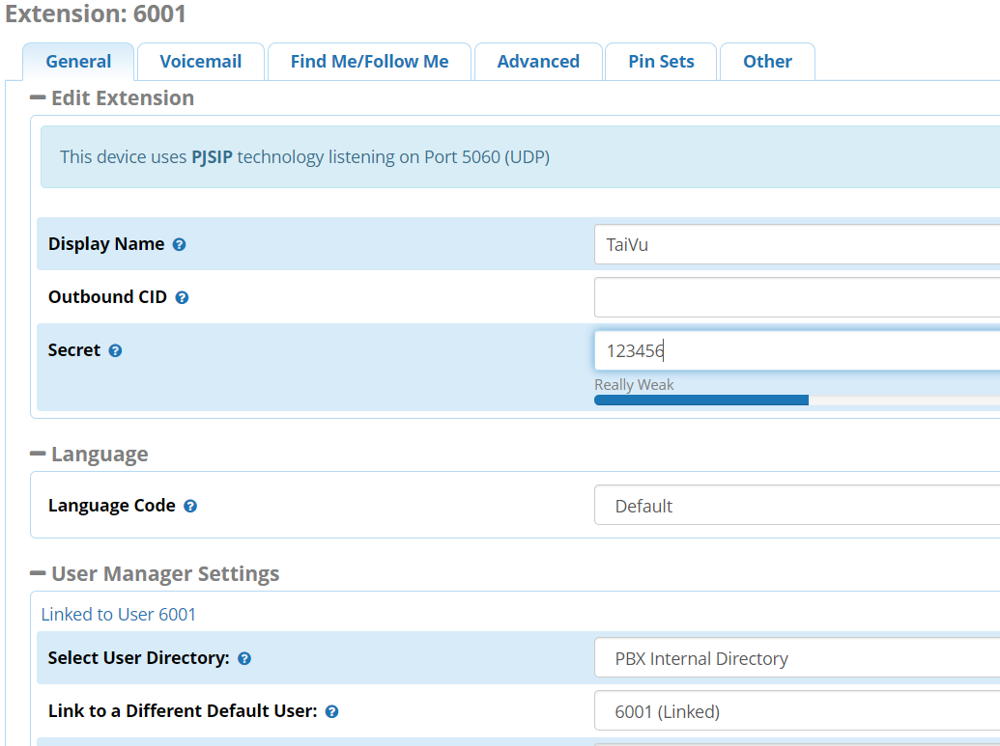 Extension: 6001
General Voicemail Find Me/Follow Me Advanced Pin Sets Other
Edit Extension
This device uses PJSIP technology listening on Port 5060 (UDP)
Display Name TaiVu
Outbound CID
Secret 123456
Really Weak
Language
Language Code Default
User Manager Settings
Linked to User 6001
Select User Directory: PBX Internal Directory
Link to a Different Default User: 6001 (Linked)